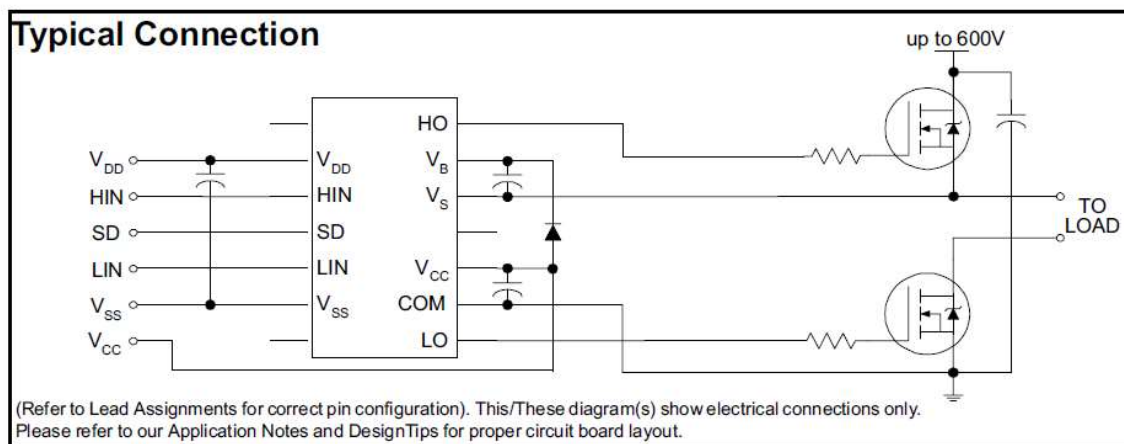 Typical Connection
up to 600V
HO
V_DD
V_DD
V_B
HIN
HIN
V_S
SD
SD
TO
LOAD
LIN
LIN
V_CC
V_SS
V_SS
COM
V_CC
LO
(Refer to Lead Assignments for correct pin configuration). This/These diagram(s) show electrical connections only.
Please refer to our Application Notes and DesignTips for proper circuit board layout.